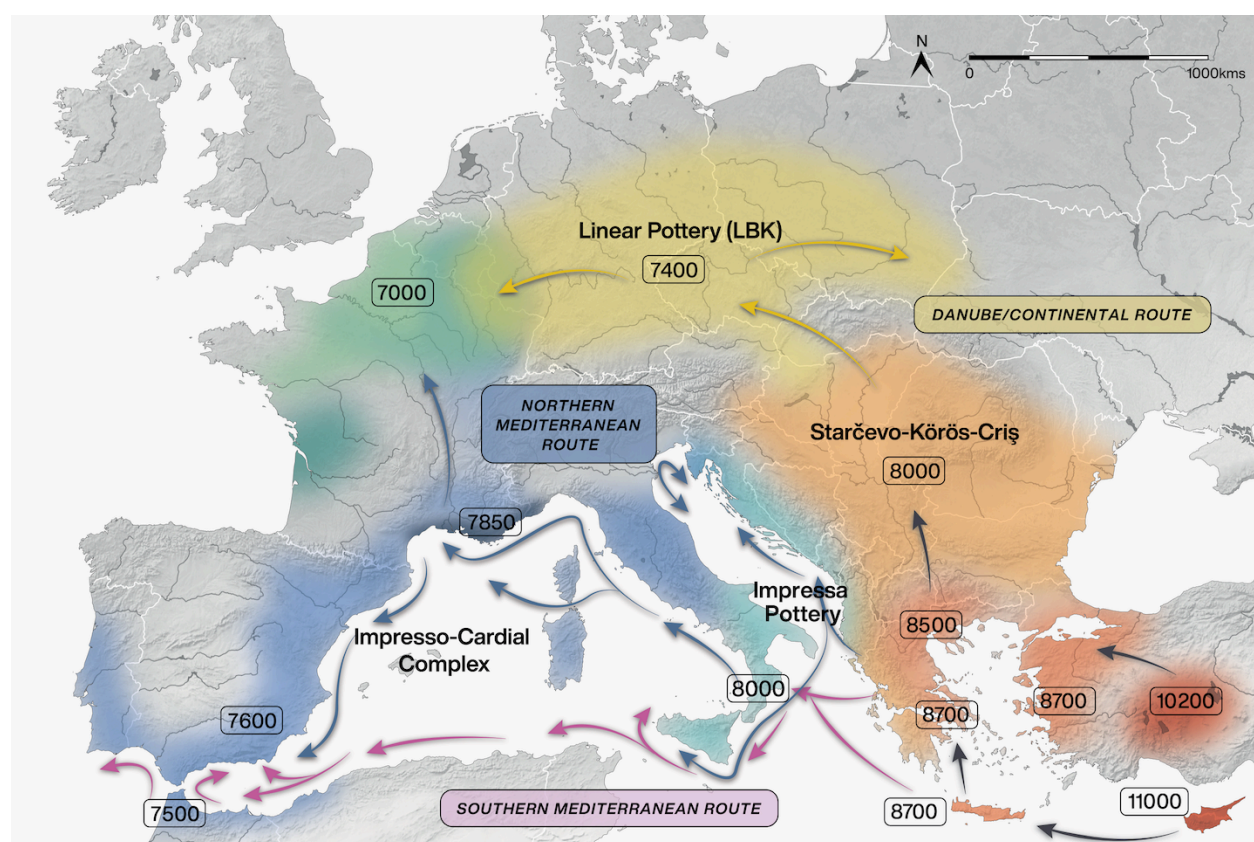 N
0
1000kms
Linear Pottery (LBK)
7400
7000
DANUBE/CONTINENTAL ROUTE
NORTHERN
MEDITERRANEAN
ROUTE
Starčevo-Körös-Criş
8000
7850
Impressa
Pottery
8500
Impresso-Cardial
Complex
8000
8700
8700
10200
7600
7500
SOUTHERN MEDITERRANEAN ROUTE
8700
11000